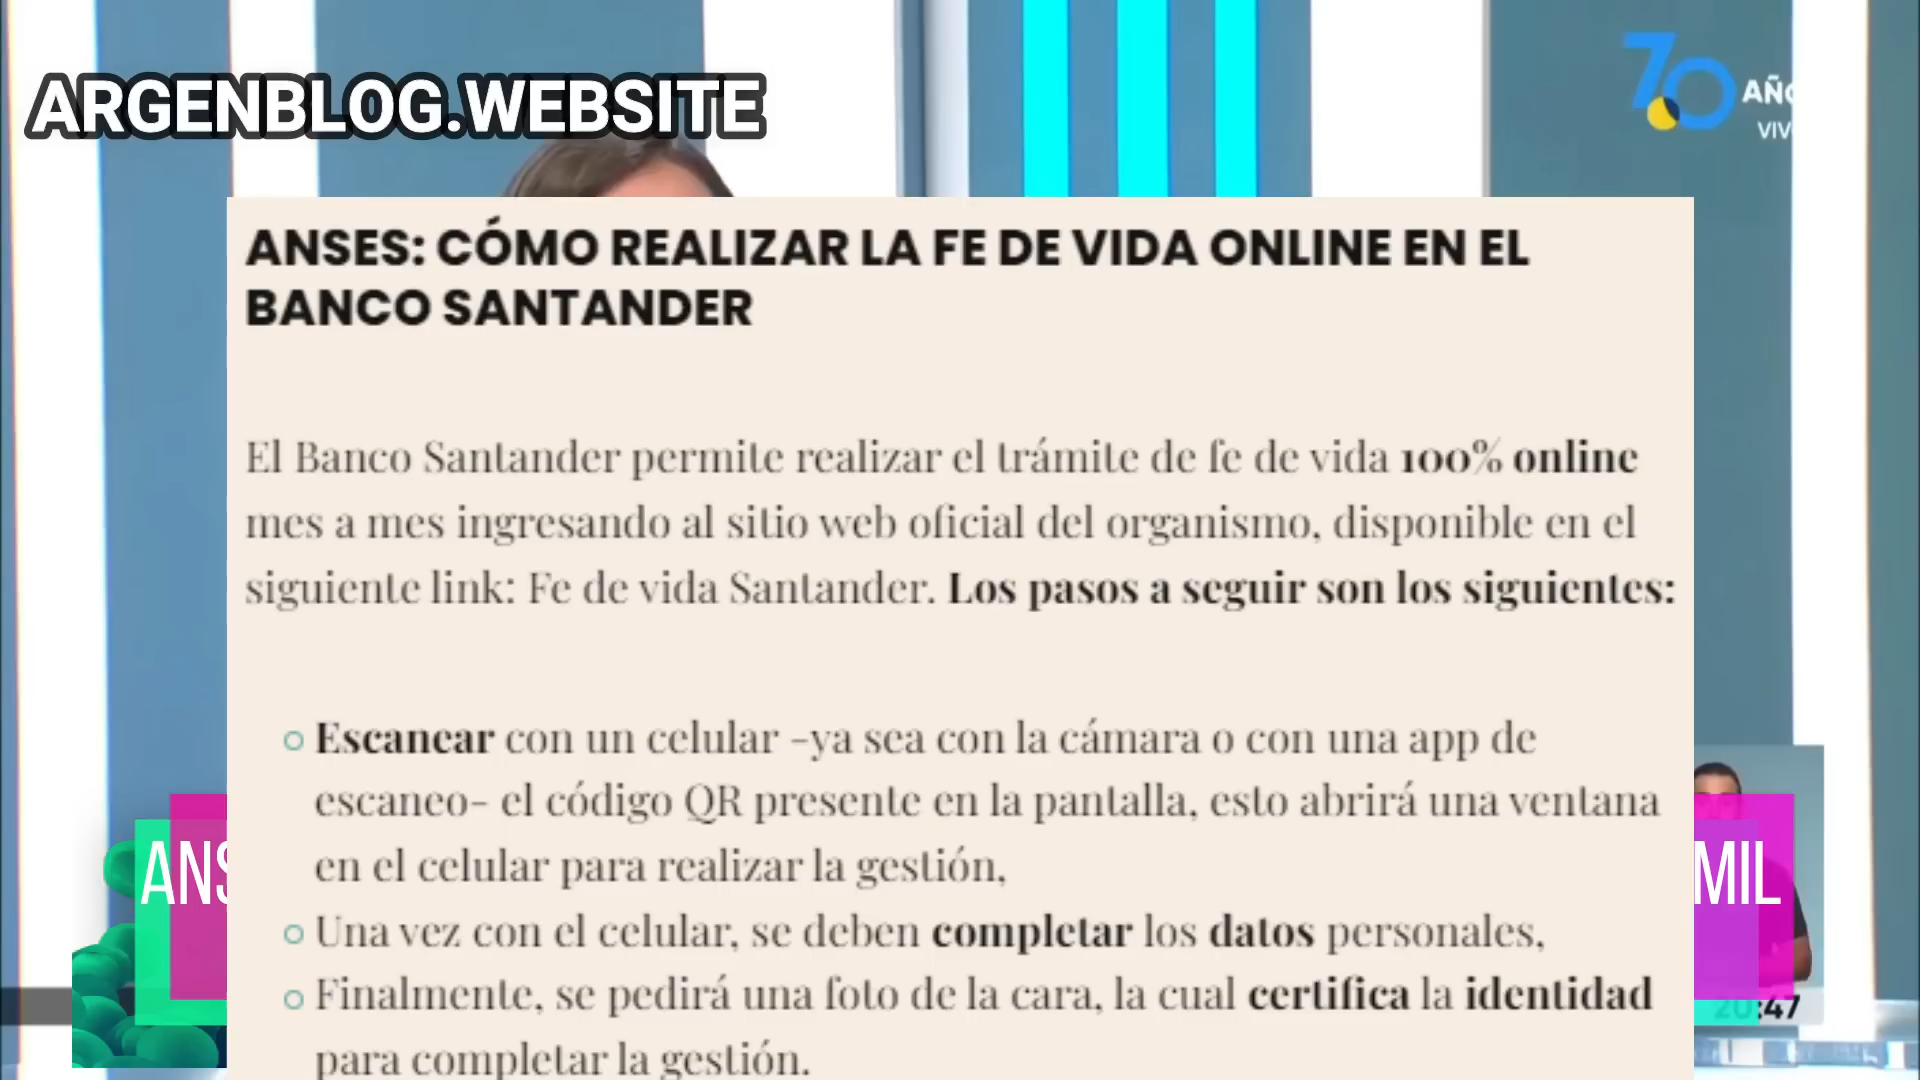 ARGENBLOG.WEBSITE
70 AÑO
VIV
ANSES: CÓMO REALIZAR LA FE DE VIDA ONLINE EN EL
BANCO SANTANDER
El Banco Santander permite realizar el trámite de fe de vida 100% online
mes a mes ingresando al sitio web oficial del organismo, disponible en el
siguiente link: Fe de vida Santander. Los pasos a seguir son los siguientes:
Escanear con un celular -ya sea con la cámara o con una app de
escaneo- el código QR presente en la pantalla, esto abrirá una ventana
en el celular para realizar la gestión,
ANS
MIL
Una vez con el celular, se deben completar los datos personales,
Finalmente, se pedirá una foto de la cara, la cual certifica la identidad
20:47
para completar la gestión.